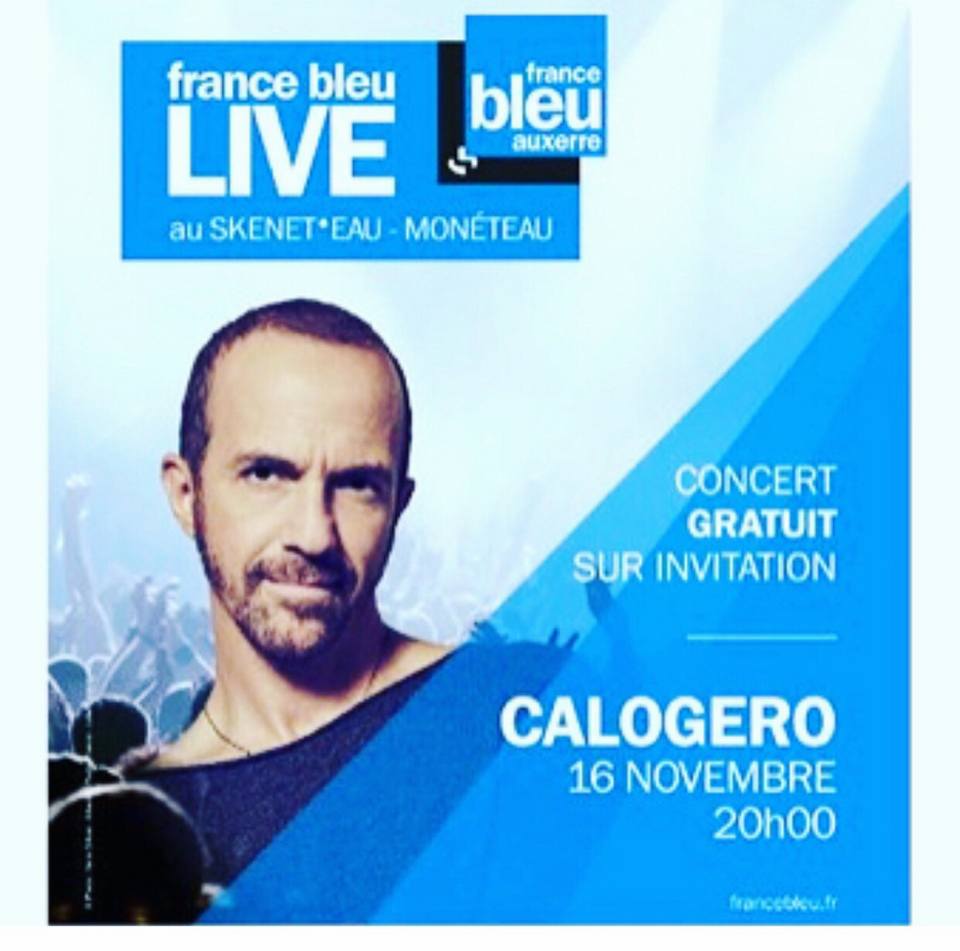 france bleu
LIVE
france
bleu
auxerre
au SKENET*EAU - MONÉTEAU
CONCERT
GRATUIT
SUR INVITATION
CALOGERO
16 NOVEMBRE
20h00
francebleu.fr